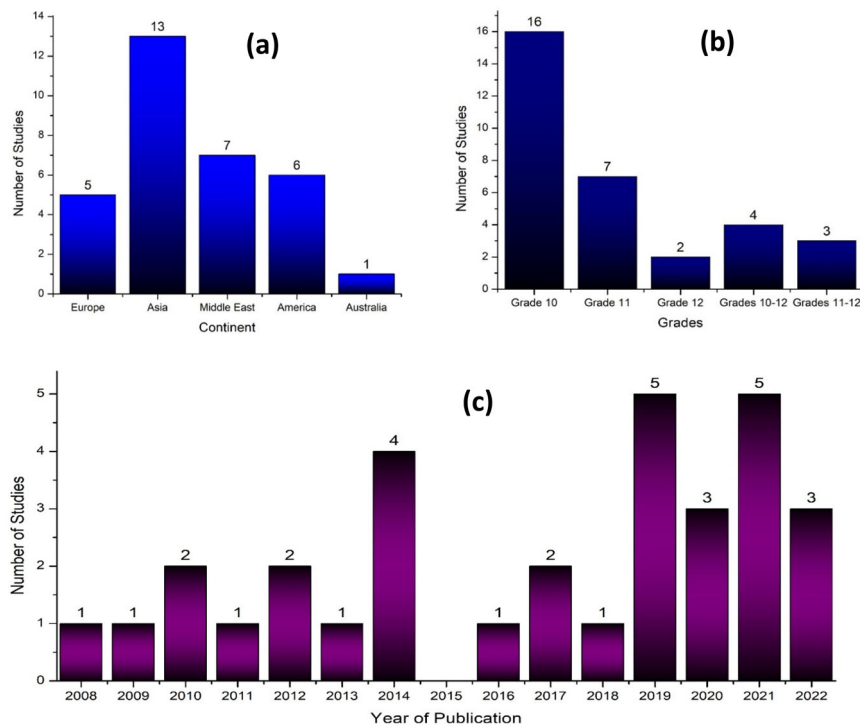 (a)
Number of Studies
14
12
10
8
6
4
2
0
5
13
7
6
1
Europe Asia Middle East America Australia
Continent
(b)
Number of Studies
16
14
12
10
8
6
4
2
0
16
7
2
4
3
Grade 10 Grade 11 Grade 12 Grades 10-12 Grades 11-12
Grades
(c)
Number of Studies
5
4
3
2
1
0
1 1 2 1 2 1 4 1 2 1 5 3 5 3
2008 2009 2010 2011 2012 2013 2014 2015 2016 2017 2018 2019 2020 2021 2022
Year of Publication